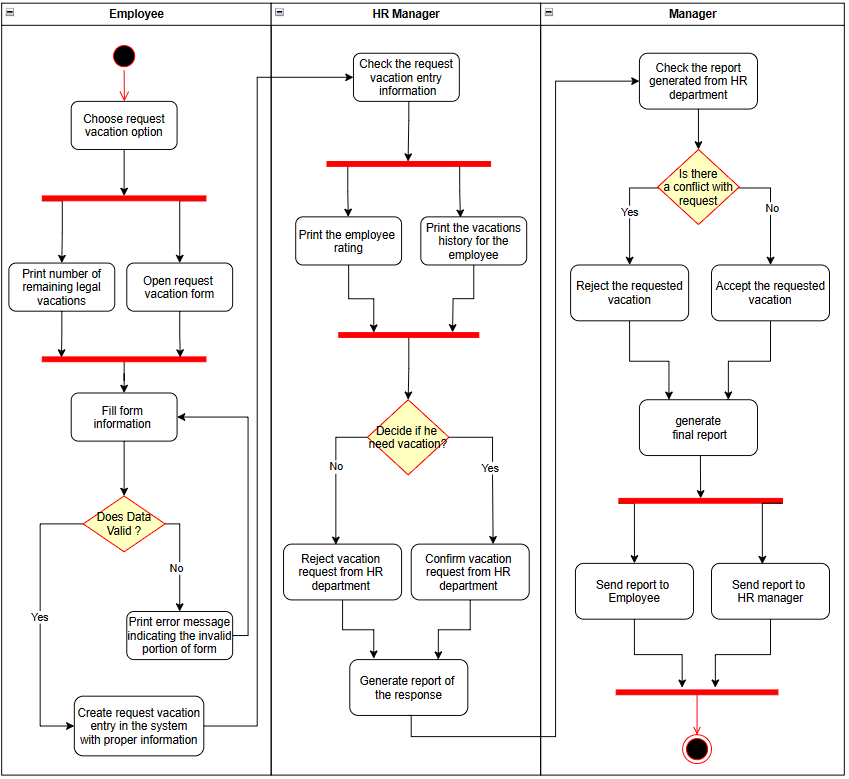 Employee
HR Manager
Manager
Choose request
vacation option
Print number of
remaining legal
vacations
Open request
vacation form
Fill form
information
Does Data
Valid ?
No
Yes
Print error message
indicating the invalid
portion of form
Create request vacation
entry in the system
with proper information
Check the request
vacation entry
information
Print the employee
rating
Print the vacations
history for the
employee
Decide if he
need vacation?
No
Yes
Reject vacation
request from HR
department
Confirm vacation
request from HR
department
Generate report of
the response
Check the report
generated from HR
department
Is there
a conflict with
request
Yes
No
Reject the requested
vacation
Accept the requested
vacation
generate
final report
Send report to
Employee
Send report to
HR manager